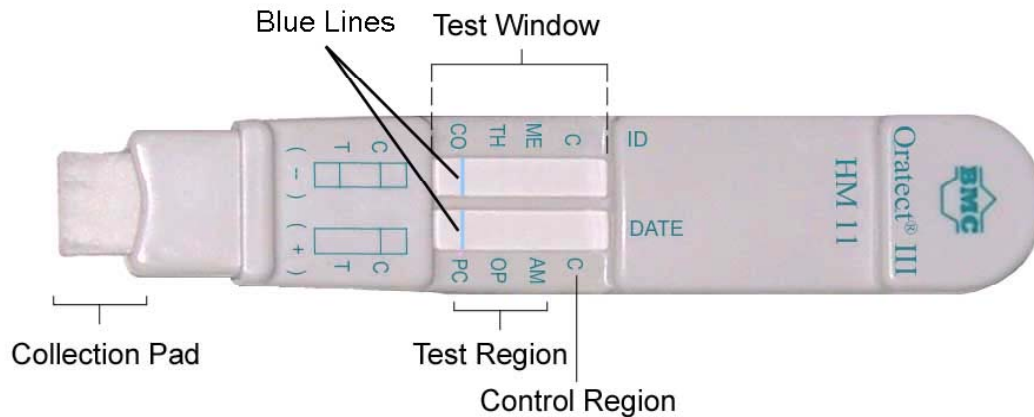 Blue Lines
Test Window
CO TH ME C
ID
( - ) T C
( + ) T C
DATE
PC OP AM C
HM 11
Oratect® III
BMC
Collection Pad
Test Region
Control Region